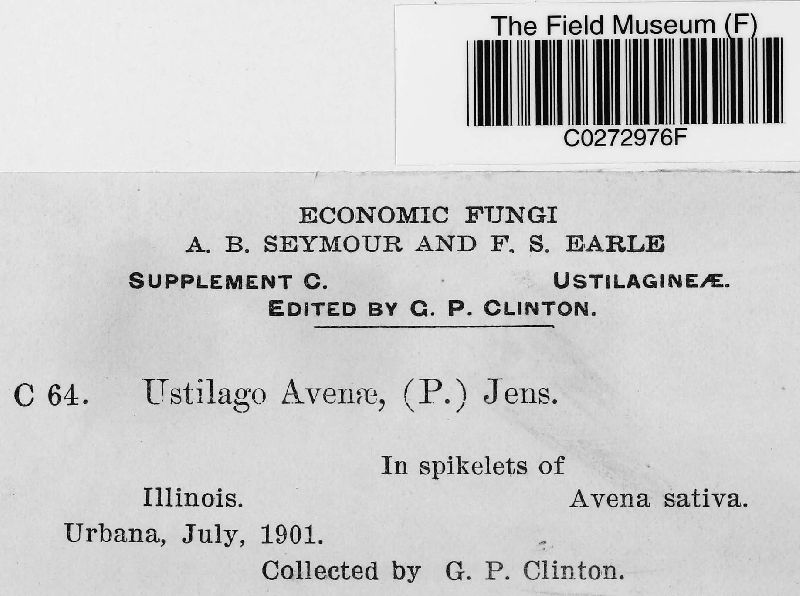 The Field Museum (F)
C0272976F
ECONOMIC FUNGI
A. B. SEYMOUR AND F. S. EARLE
SUPPLEMENT C. USTILAGINEÆ.
EDITED BY G. P. CLINTON.
C 64. Ustilago Avenæ, (P.) Jens.
In spikelets of
Illinois. Avena sativa.
Urbana, July, 1901.
Collected by G. P. Clinton.